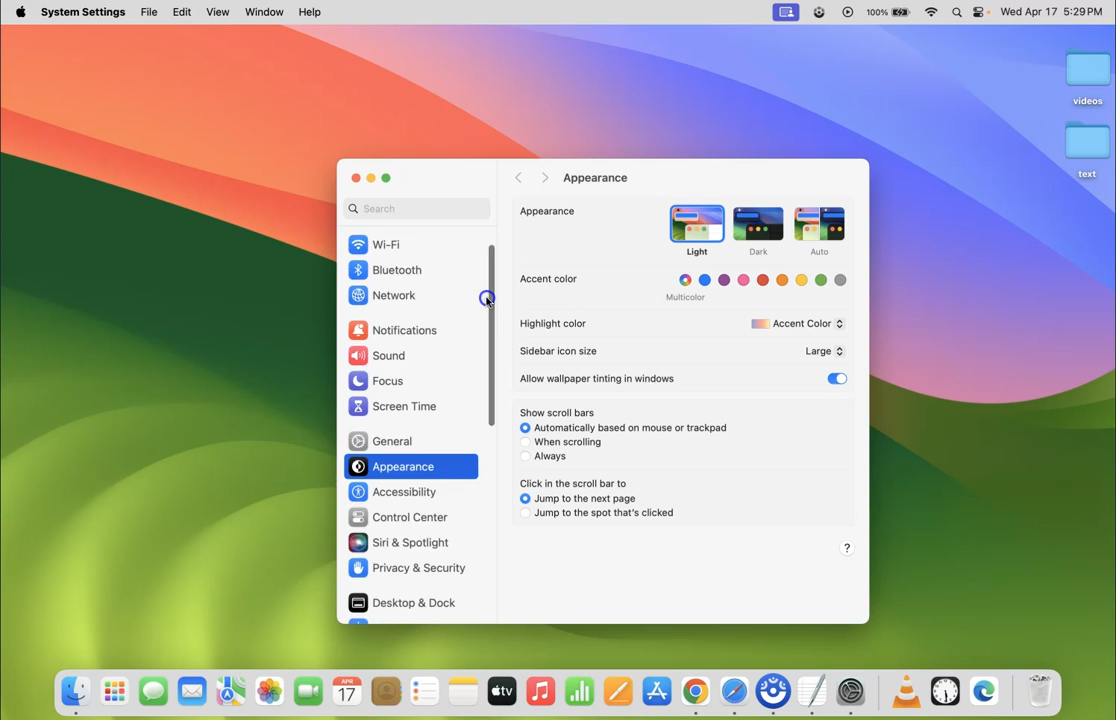 System Settings File Edit View Window Help 100% Wed Apr 17 5:29 PM
videos
text
Appearance
Search
Wi-Fi
Bluetooth
Network
Notifications
Sound
Focus
Screen Time
General
Appearance
Accessibility
Control Center
Siri & Spotlight
Privacy & Security
Desktop & Dock
Appearance
Light Dark Auto
Accent color
Multicolor
Highlight color Accent Color
Sidebar icon size Large
Allow wallpaper tinting in windows
Show scroll bars
Automatically based on mouse or trackpad
When scrolling
Always
Click in the scroll bar to
Jump to the next page
Jump to the spot that's clicked
?
APR
17
tv